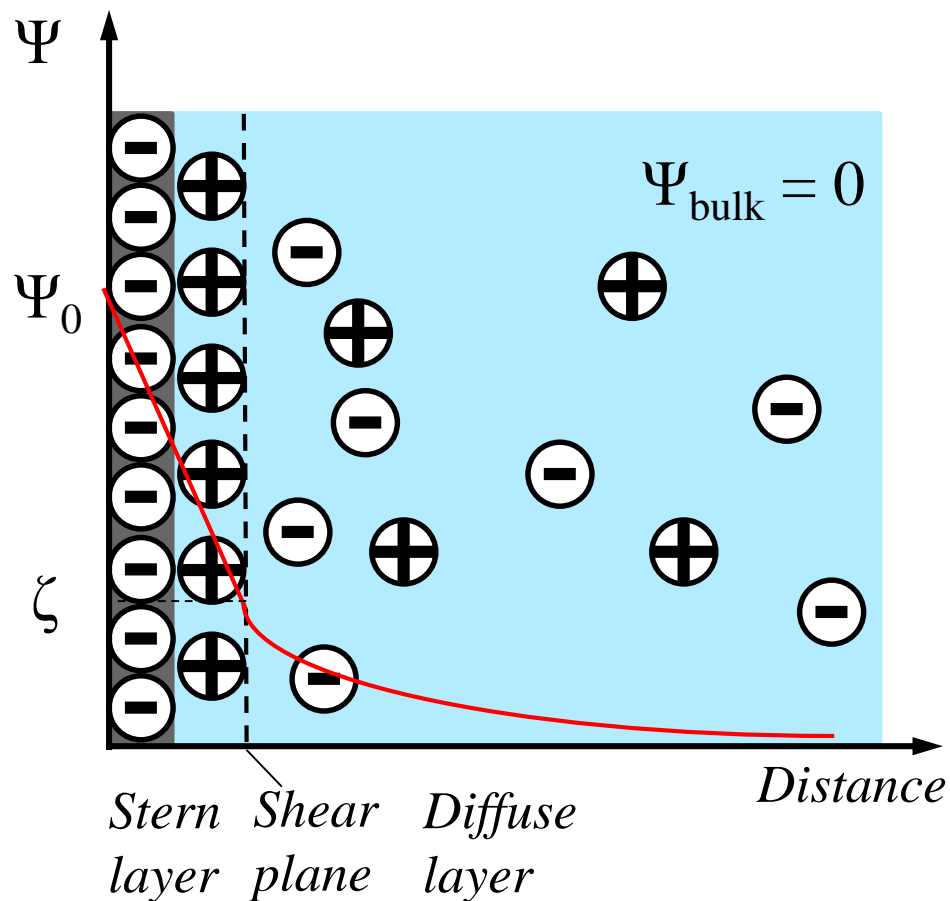 Ψ
Ψbulk = 0
Ψ0
ζ
Distance
Stern layer
Shear plane
Diffuse layer